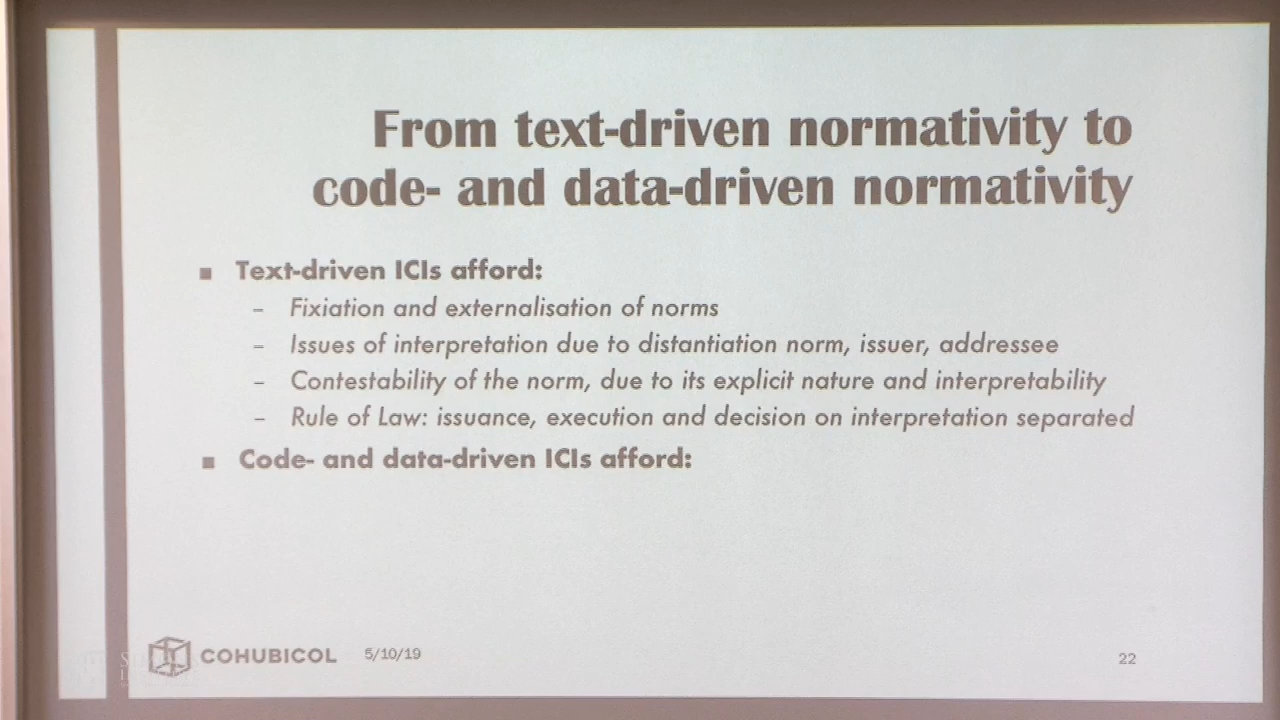 From text-driven normativity to
code- and data-driven normativity
■ Text-driven ICIs afford:
– Fixiation and externalisation of norms
– Issues of interpretation due to distantiation norm, issuer, addressee
– Contestability of the norm, due to its explicit nature and interpretability
– Rule of Law: issuance, execution and decision on interpretation separated
■ Code- and data-driven ICIs afford:
COHUBICOL 5/10/19 22